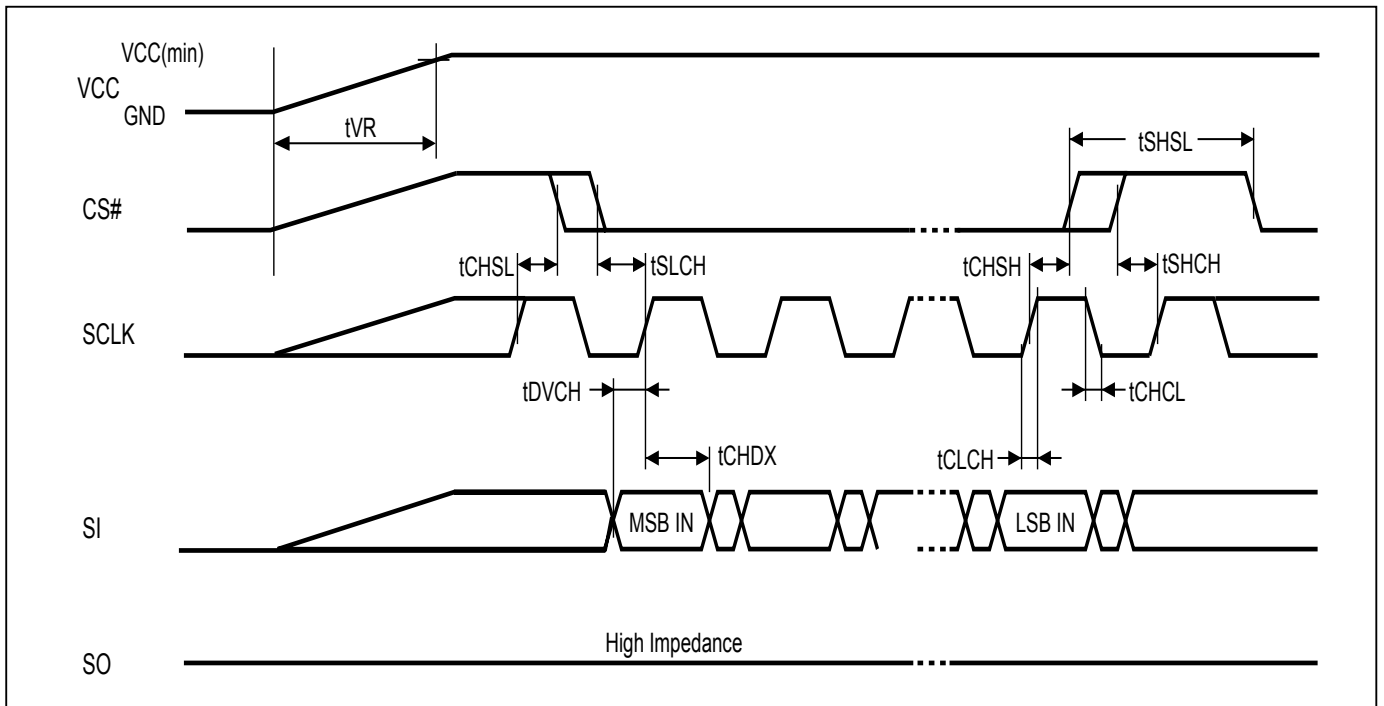 VCC(min)
VCC
GND
tVR
tSHSL
CS#
tCHSL
tSLCH
tCHSH
tSHCH
SCLK
tDVCH
tCHCL
tCHDX
tCLCH
SI
MSB IN
LSB IN
High Impedance
SO